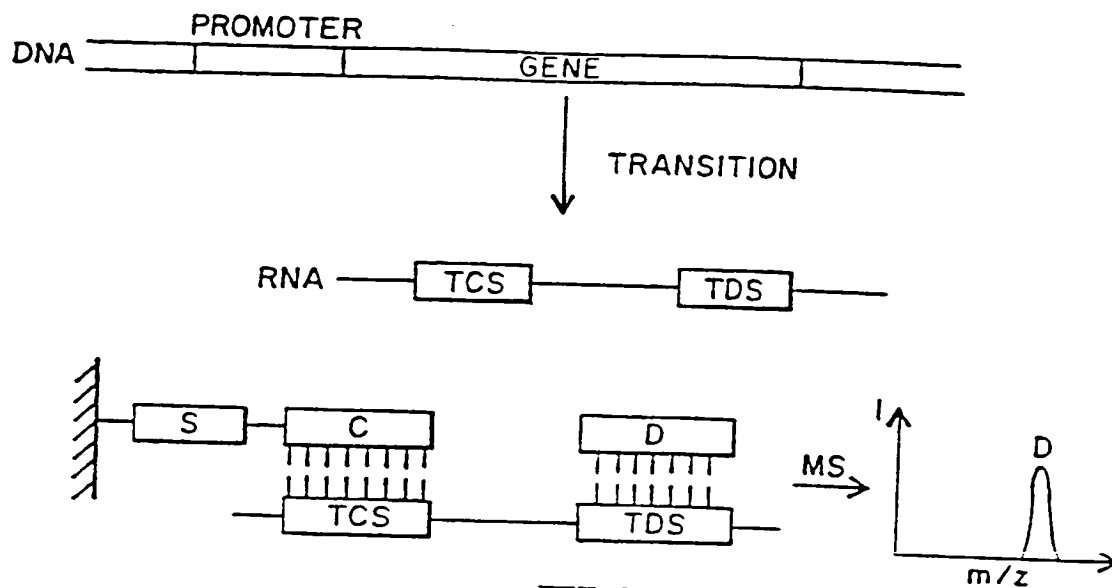 PROMOTER
DNA
GENE
TRANSITION
RNA
TCS
TDS
S
C
D
TCS
TDS
MS
I
D
m/z